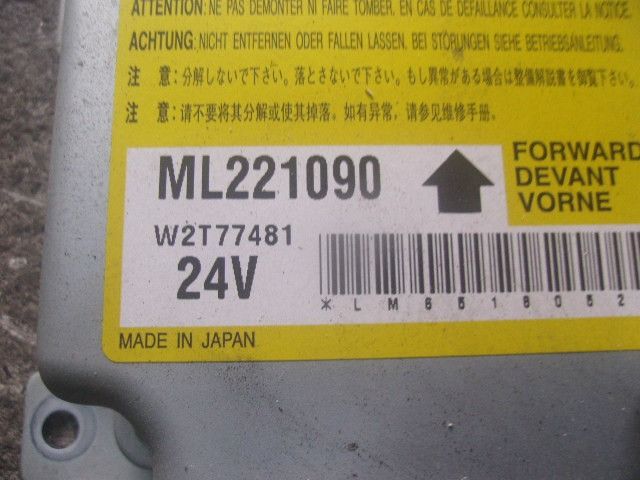 ATTENTION: NE PAS DEMONTER NI FAIRE TOMBER. EN CAS DE DEFAILLANCE CONSULTER LA NOTICE.
ACHTUNG: NICHT ENTFERNEN ODER FALLEN LASSEN. BEI STÖRUNGEN SIEHE BETRIEBSANLEITUNG.
注 意：分解しないで下さい。落とさないで下さい。もし異常がある場合は整備解説書を御覧下さい。
注 意：请不要将其分解或使其掉落。如有异常，请参见维修手册.
ML221090
FORWARD
DEVANT
VORNE
W2T77481
24V
*LM6518052
MADE IN JAPAN